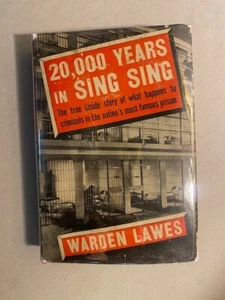 20,000 YEARS
IN SING SING
The true inside story of what happens to
criminals in the nation's most famous prison.
WARDEN LAWES